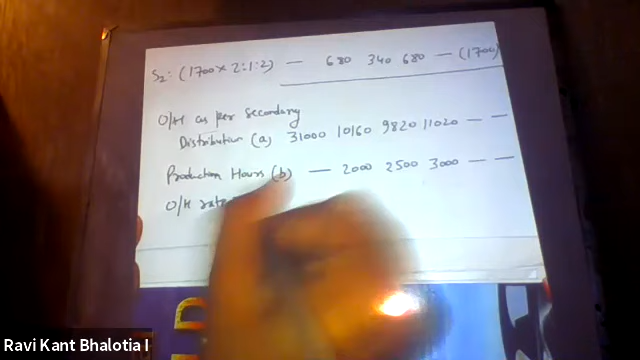 S2: (1700 x 2:1:2) — 680 340 680 — (1700)
O/H as per secondary
Distribution (a) 31000 10160 9820 11020 — —
Production Hours (b) — 2000 2500 3000 — —
O/H rate
Ravi Kant Bhalotia I